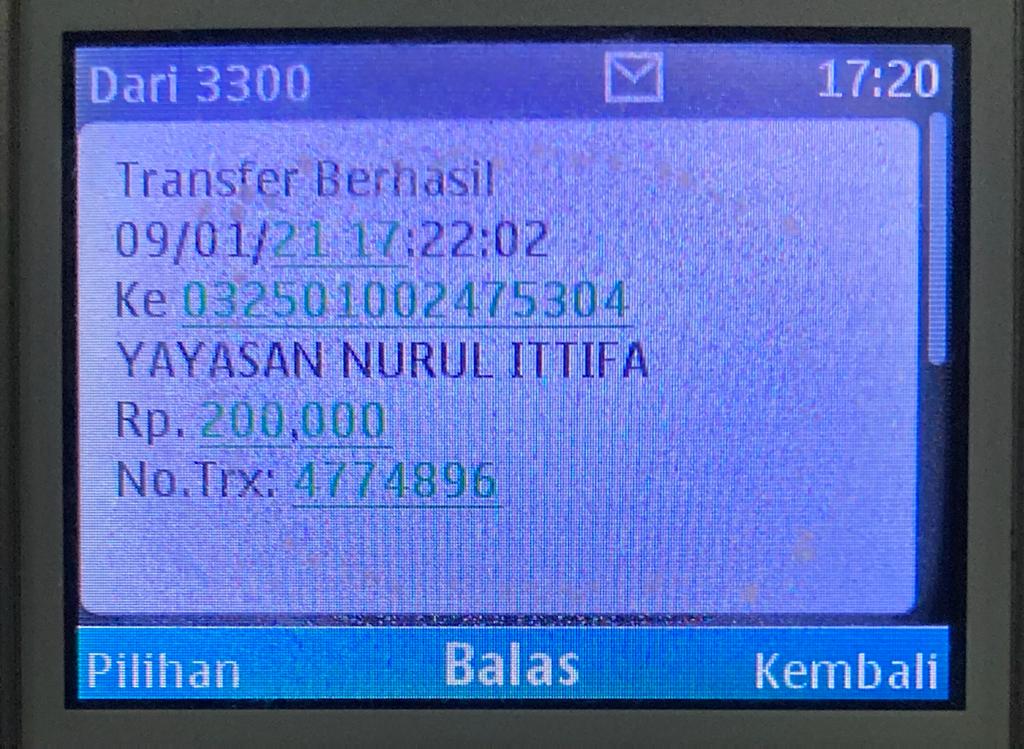 Dari 3300 17:20
Transfer Berhasil
09/01/21 17:22:02
Ke 032501002475304
YAYASAN NURUL ITTIFA
Rp. 200,000
No.Trx: 4774896
Pilihan Balas Kembali